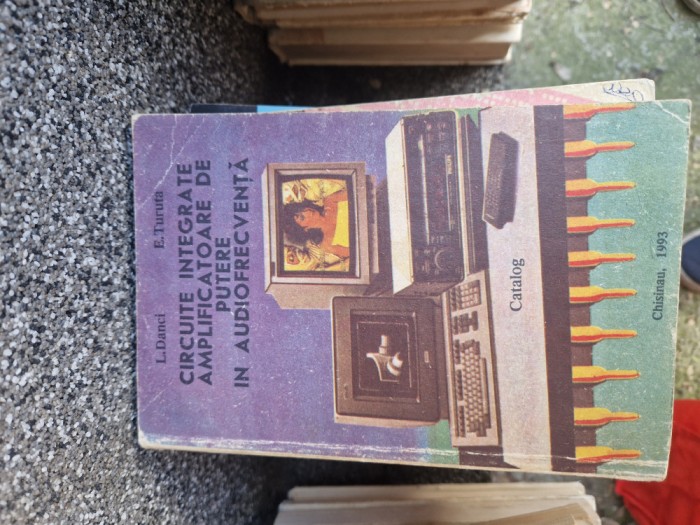 L.Danci E.Turuta
CIRCUITE INTEGRATE
AMPLIFICATOARE DE
PUTERE
IN AUDIOFRECVENȚĂ
Catalog
Chisinau, 1993